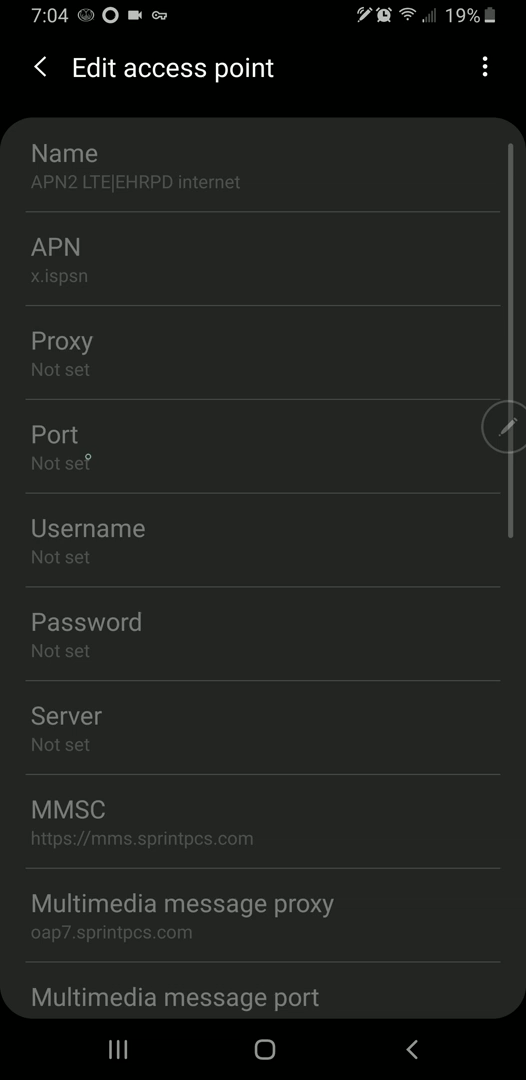 7:04 19%
Edit access point
Name
APN2 LTE|EHRPD internet
APN
x.ispsn
Proxy
Not set
Port
Not set
Username
Not set
Password
Not set
Server
Not set
MMSC
https://mms.sprintpcs.com
Multimedia message proxy
oap7.sprintpcs.com
Multimedia message port